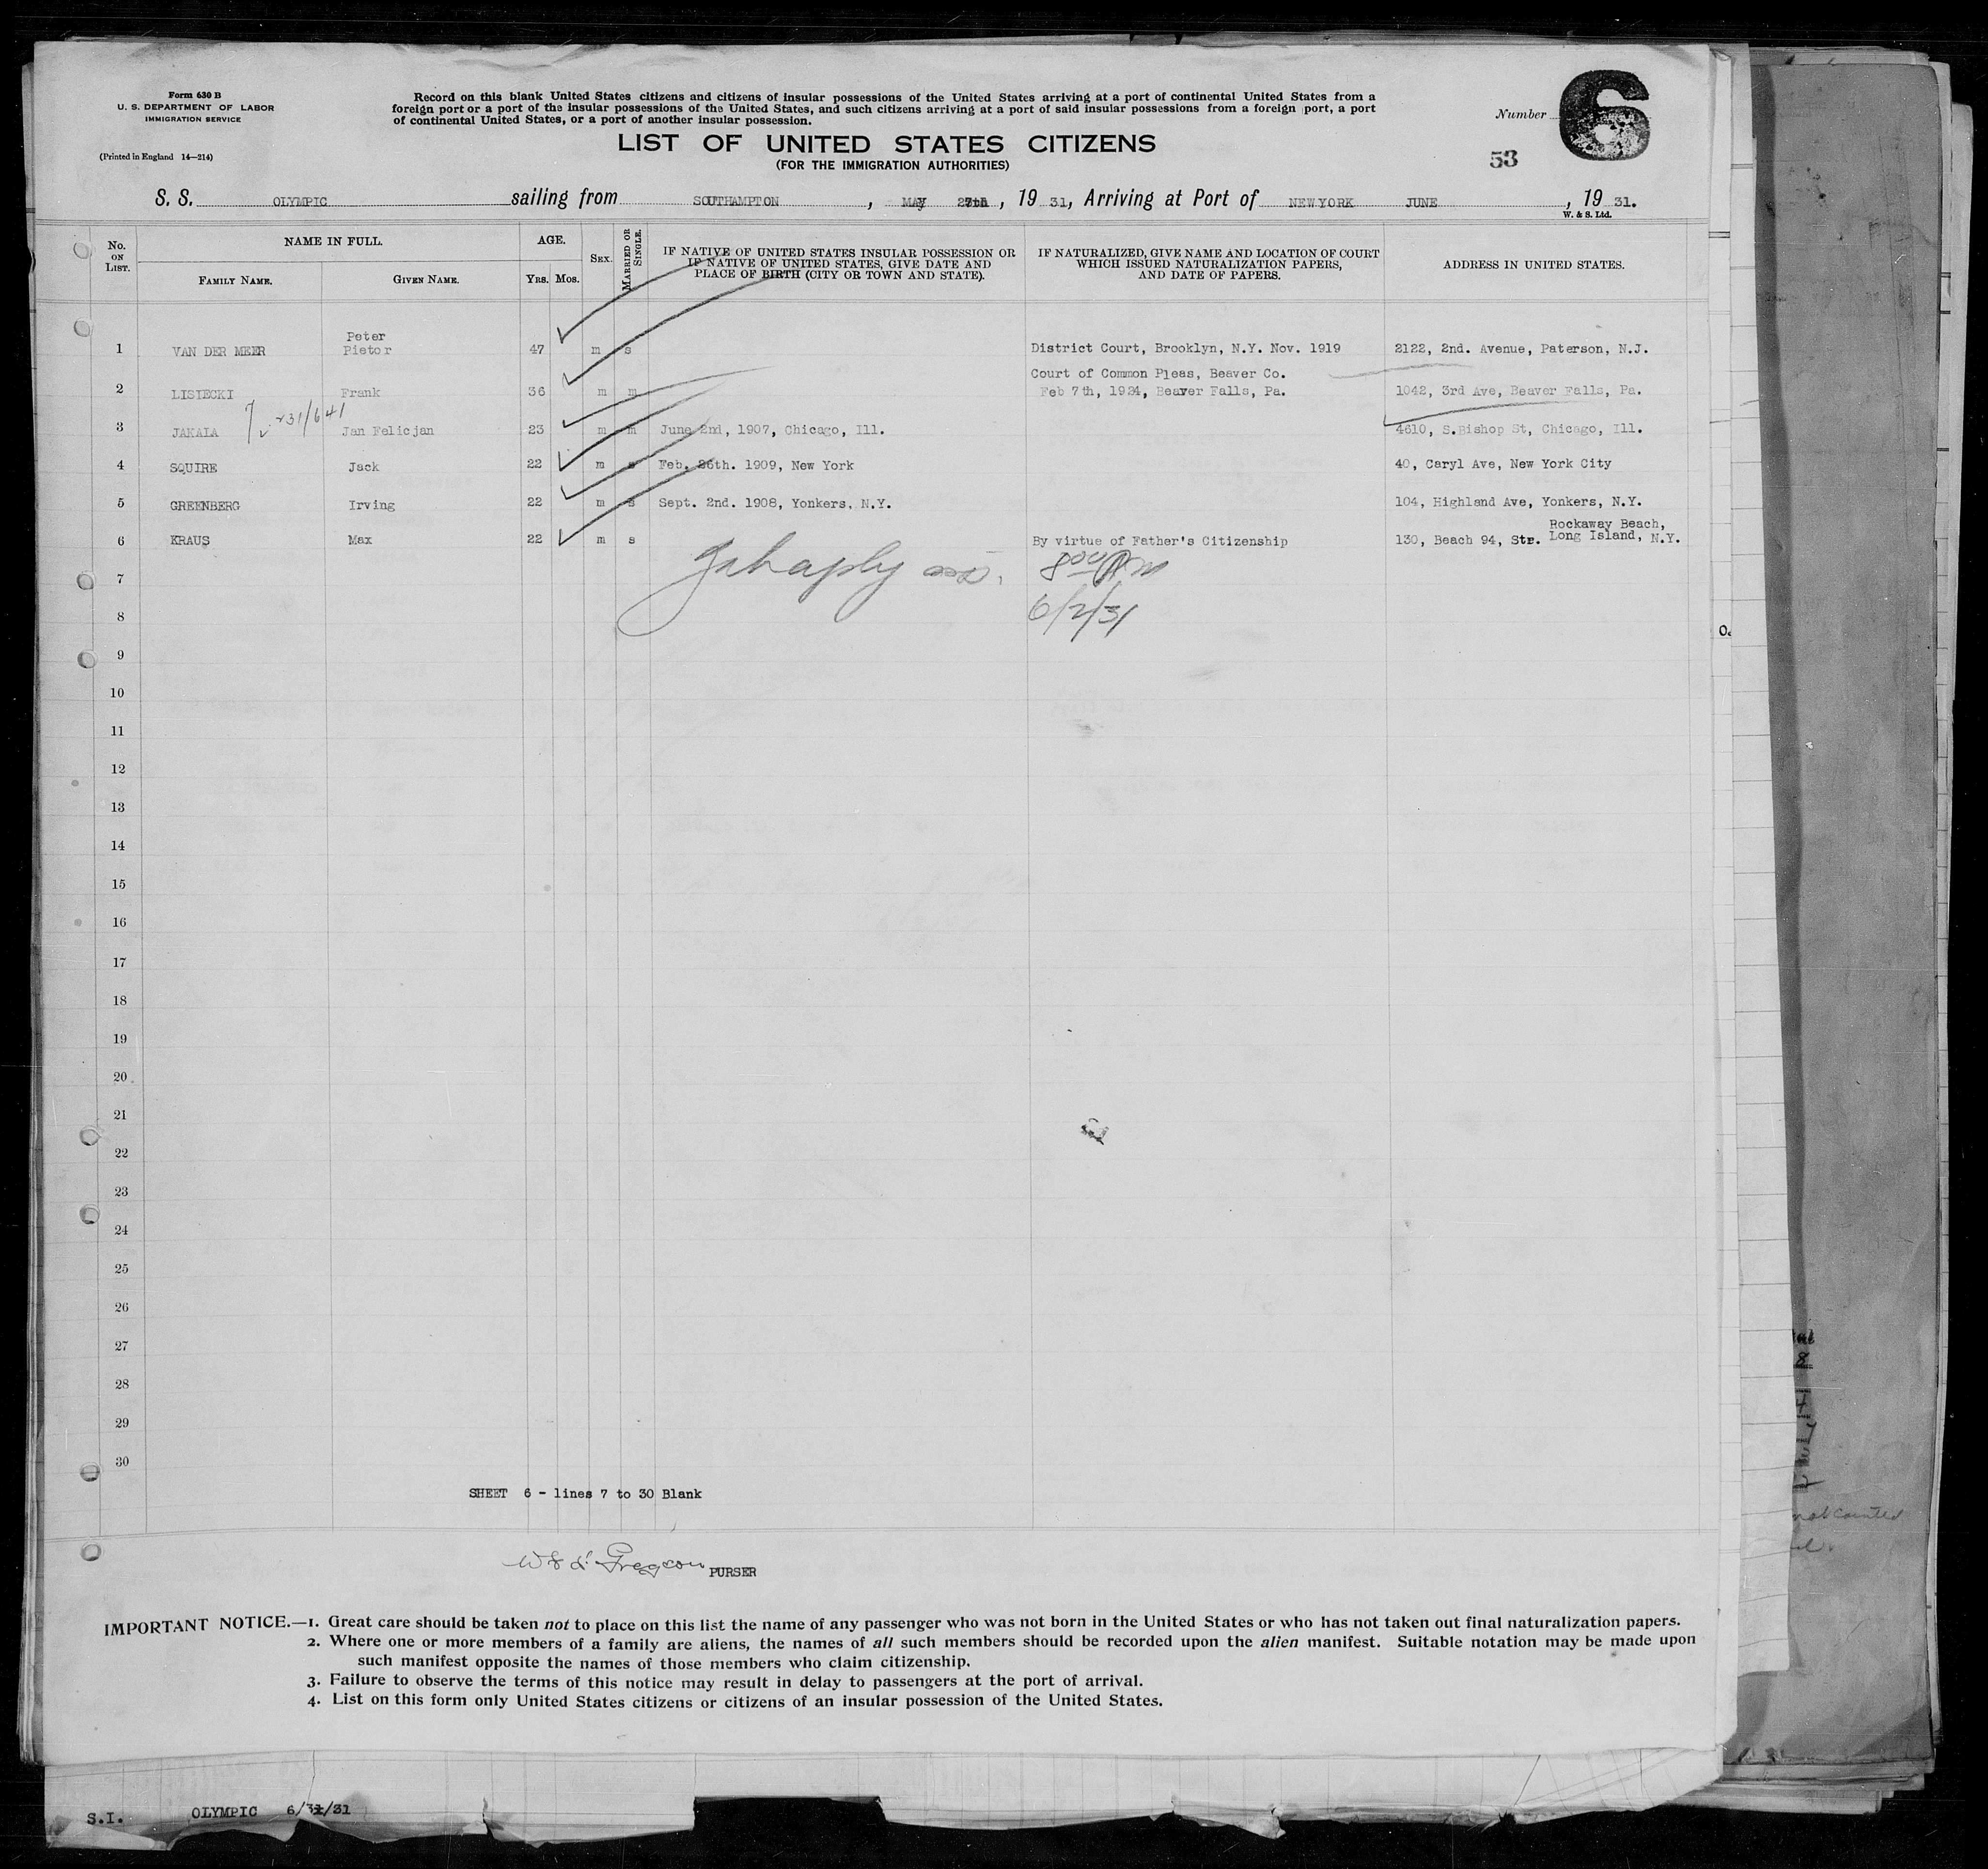 Form 630 B
U. S. DEPARTMENT OF LABOR
IMMIGRATION SERVICE
(Printed in England 14—214)
Record on this blank United States citizens and citizens of insular possessions of the United States arriving at a port of continental United States from a
foreign port or a port of the insular possessions of the United States, and such citizens arriving at a port of said insular possessions from a foreign port, a port
of continental United States, or a port of another insular possession.
LIST OF UNITED STATES CITIZENS
(FOR THE IMMIGRATION AUTHORITIES)
Number 6
53
S. S. OLYMPIC sailing from SOUTHAMPTON, MAY 27th, 19 31, Arriving at Port of NEW YORK JUNE, 19 31.
W. & S. Ltd.
No. ON LIST. NAME IN FULL. AGE. SEX. MARRIED OR SINGLE. IF NATIVE OF UNITED STATES INSULAR POSSESSION OR IF NATIVE OF UNITED STATES, GIVE DATE AND PLACE OF BIRTH (CITY OR TOWN AND STATE). IF NATURALIZED, GIVE NAME AND LOCATION OF COURT WHICH ISSUED NATURALIZATION PAPERS, AND DATE OF PAPERS. ADDRESS IN UNITED STATES.
FAMILY NAME. GIVEN NAME. YRS. MOS.
Peter
1 VAN DER MEER Pietor 47 m s District Court, Brooklyn, N.Y. Nov. 1919 2122, 2nd. Avenue, Paterson, N.J.
Court of Common Pleas, Beaver Co.
2 LISIECKI Frank 36 m m Feb 7th, 1924, Beaver Falls, Pa. 1042, 3rd Ave, Beaver Falls, Pa.
3 JAKALA Jan Felicjan 23 m m June 2nd, 1907, Chicago, Ill. 4610, S.Bishop St, Chicago, Ill.
4 SQUIRE Jack 22 m s Feb. 26th. 1909, New York 40, Caryl Ave, New York City
5 GREENBERG Irving 22 m s Sept. 2nd. 1908, Yonkers, N.Y. 104, Highland Ave, Yonkers, N.Y.
Rockaway Beach,
6 KRAUS Max 22 m s By virtue of Father's Citizenship 130, Beach 94, Str. Long Island, N.Y.
7
8 6/2/31
9
10
11
12
13
14
15
16
17
18
19
20
21
22
23
24
25
26
27
28
29
30
SHEET 6 - lines 7 to 30 Blank
Gregson PURSER
IMPORTANT NOTICE.—1. Great care should be taken not to place on this list the name of any passenger who was not born in the United States or who has not taken out final naturalization papers.
2. Where one or more members of a family are aliens, the names of all such members should be recorded upon the alien manifest. Suitable notation may be made upon
such manifest opposite the names of those members who claim citizenship.
3. Failure to observe the terms of this notice may result in delay to passengers at the port of arrival.
4. List on this form only United States citizens or citizens of an insular possession of the United States.
S.I. OLYMPIC